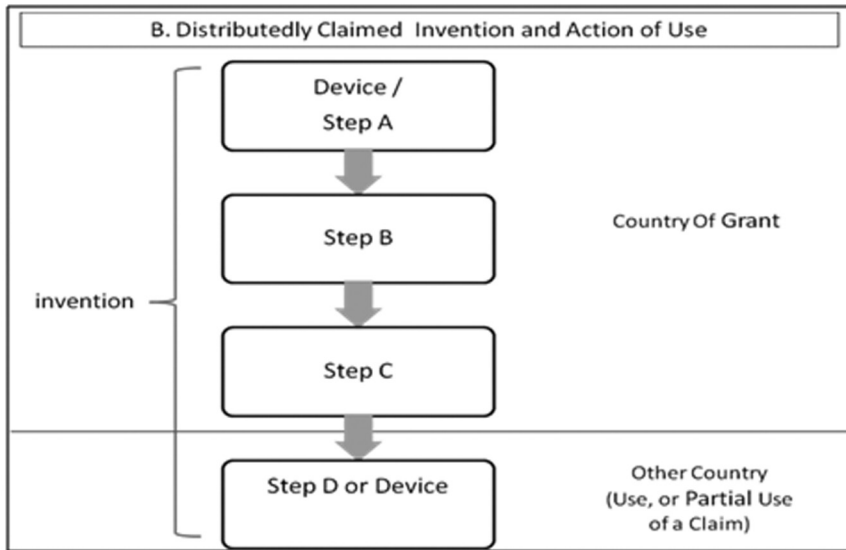 B. Distributedly Claimed Invention and Action of Use
Device /
Step A
Step B
Country Of Grant
invention
Step C
Step D or Device
Other Country
(Use, or Partial Use
of a Claim)